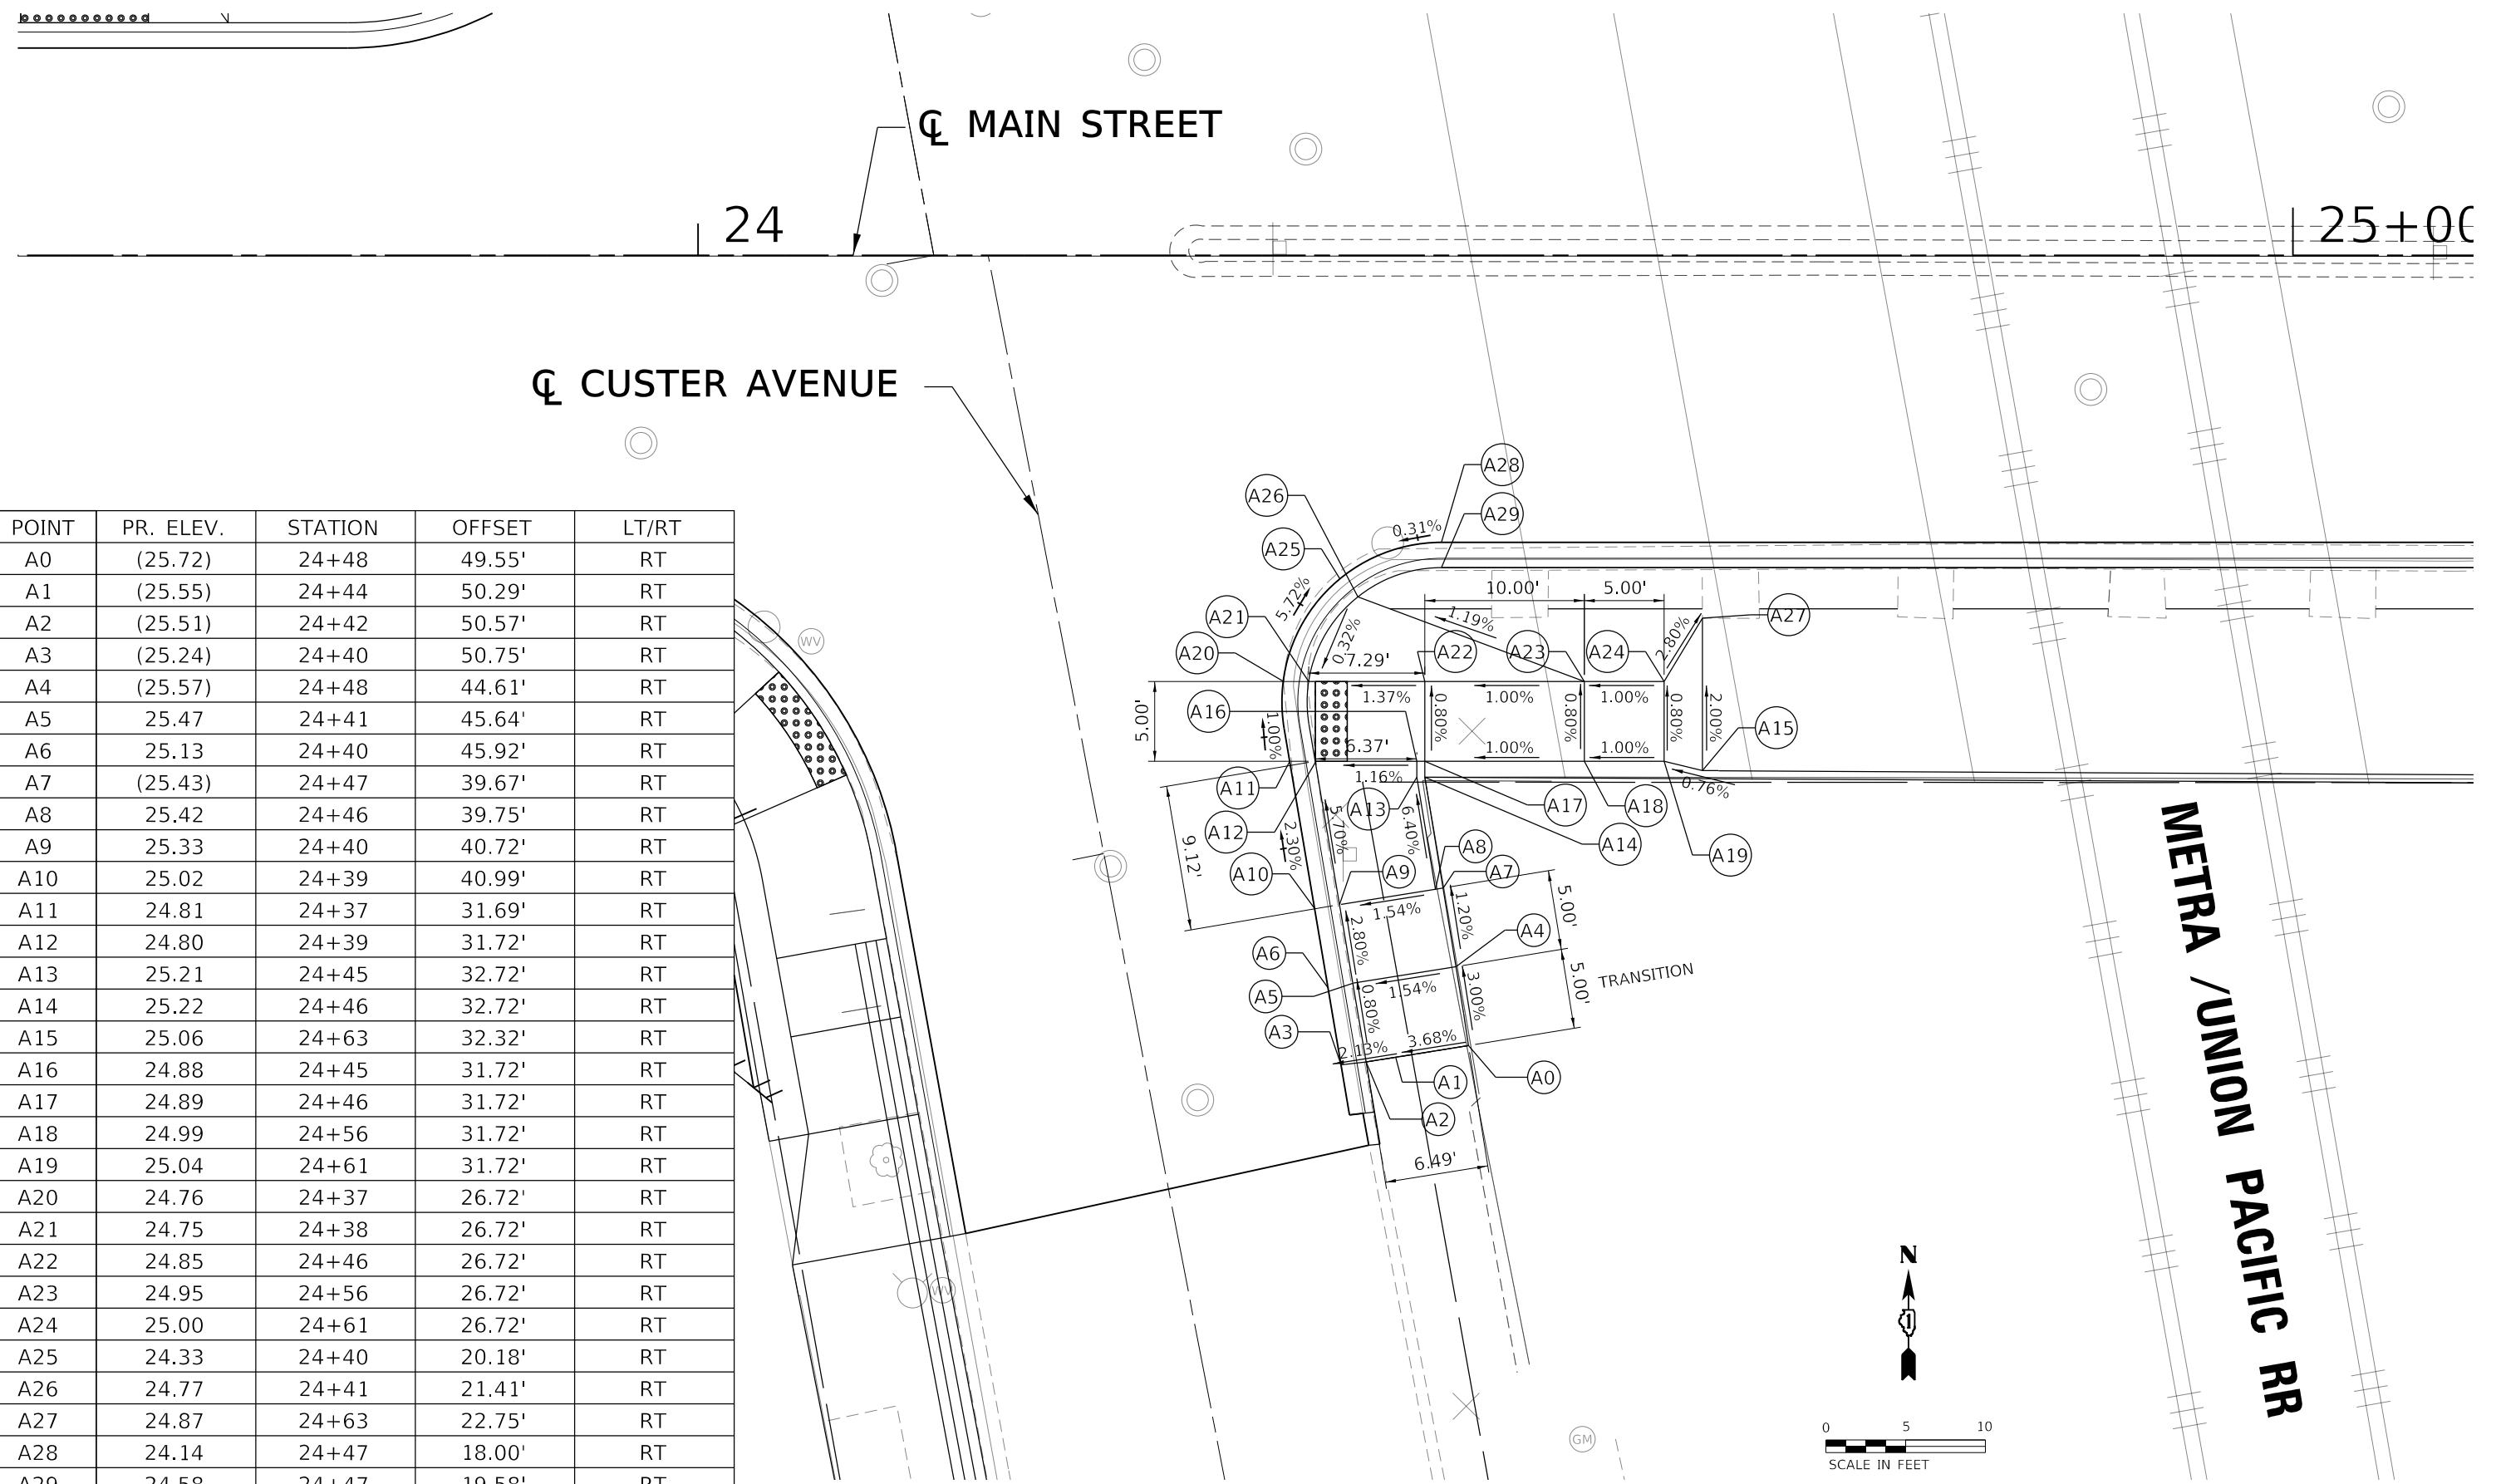 ℄ MAIN STREET
24
25+00
℄ CUSTER AVENUE
POINT PR. ELEV. STATION OFFSET LT/RT
A0 (25.72) 24+48 49.55' RT
A1 (25.55) 24+44 50.29' RT
A2 (25.51) 24+42 50.57' RT
A3 (25.24) 24+40 50.75' RT
A4 (25.57) 24+48 44.61' RT
A5 25.47 24+41 45.64' RT
A6 25.13 24+40 45.92' RT
A7 (25.43) 24+47 39.67' RT
A8 25.42 24+46 39.75' RT
A9 25.33 24+40 40.72' RT
A10 25.02 24+39 40.99' RT
A11 24.81 24+37 31.69' RT
A12 24.80 24+39 31.72' RT
A13 25.21 24+45 32.72' RT
A14 25.22 24+46 32.72' RT
A15 25.06 24+63 32.32' RT
A16 24.88 24+45 31.72' RT
A17 24.89 24+46 31.72' RT
A18 24.99 24+56 31.72' RT
A19 25.04 24+61 31.72' RT
A20 24.76 24+37 26.72' RT
A21 24.75 24+38 26.72' RT
A22 24.85 24+46 26.72' RT
A23 24.95 24+56 26.72' RT
A24 25.00 24+61 26.72' RT
A25 24.33 24+40 20.18' RT
A26 24.77 24+41 21.41' RT
A27 24.87 24+63 22.75' RT
A28 24.14 24+47 18.00' RT
A29 24.58 24+47 19.58' RT
WV
WV
A28
A26
A29
0.31%
A25
5.72%
10.00'
5.00'
A21
1.19%
A27
0.32%
2.80%
A20
7.29'
A22
A23
A24
1.37%
1.00%
1.00%
A16
5.00'
1.00%
0.80%
0.80%
0.80%
2.00%
A15
6.37'
1.00%
1.00%
1.16%
0.76%
A11
A13
A17
A18
A12
5.70%
6.40%
2.30%
9.12'
A14
A19
A8
A10
A9
A7
1.54%
1.20%
5.00'
2.80%
A4
A6
A5
1.54%
0.80%
3.00%
5.00'
TRANSITION
A3
2.13%
3.68%
A1
A0
A2
6.49'
METRA /UNION PACIFIC RR
N
1
GM
0 5 10
SCALE IN FEET